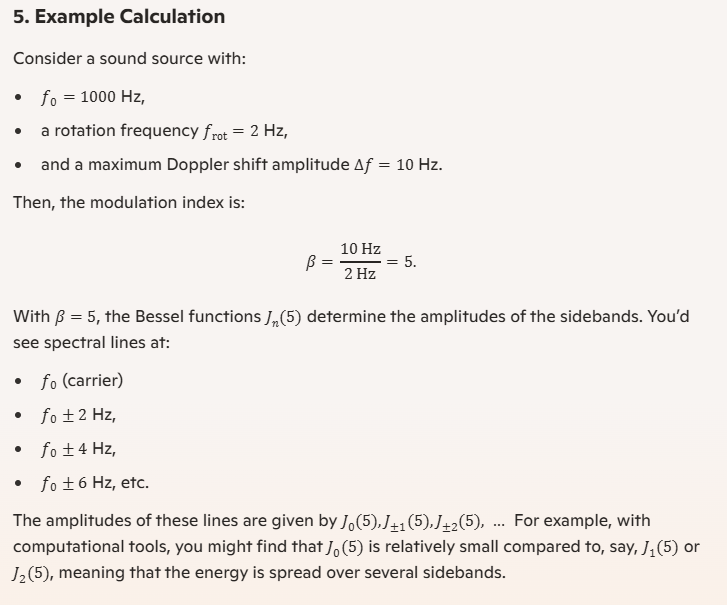 5. Example Calculation
Consider a sound source with:
• f₀ = 1000 Hz,
• a rotation frequency f_rot = 2 Hz,
• and a maximum Doppler shift amplitude Δf = 10 Hz.
Then, the modulation index is:
β = 10 Hz / 2 Hz = 5.
With β = 5, the Bessel functions Jₙ(5) determine the amplitudes of the sidebands. You’d
see spectral lines at:
• f₀ (carrier)
• f₀ ± 2 Hz,
• f₀ ± 4 Hz,
• f₀ ± 6 Hz, etc.
The amplitudes of these lines are given by J₀(5), J±₁(5), J±₂(5), … For example, with
computational tools, you might find that J₀(5) is relatively small compared to, say, J₁(5) or
J₂(5), meaning that the energy is spread over several sidebands.